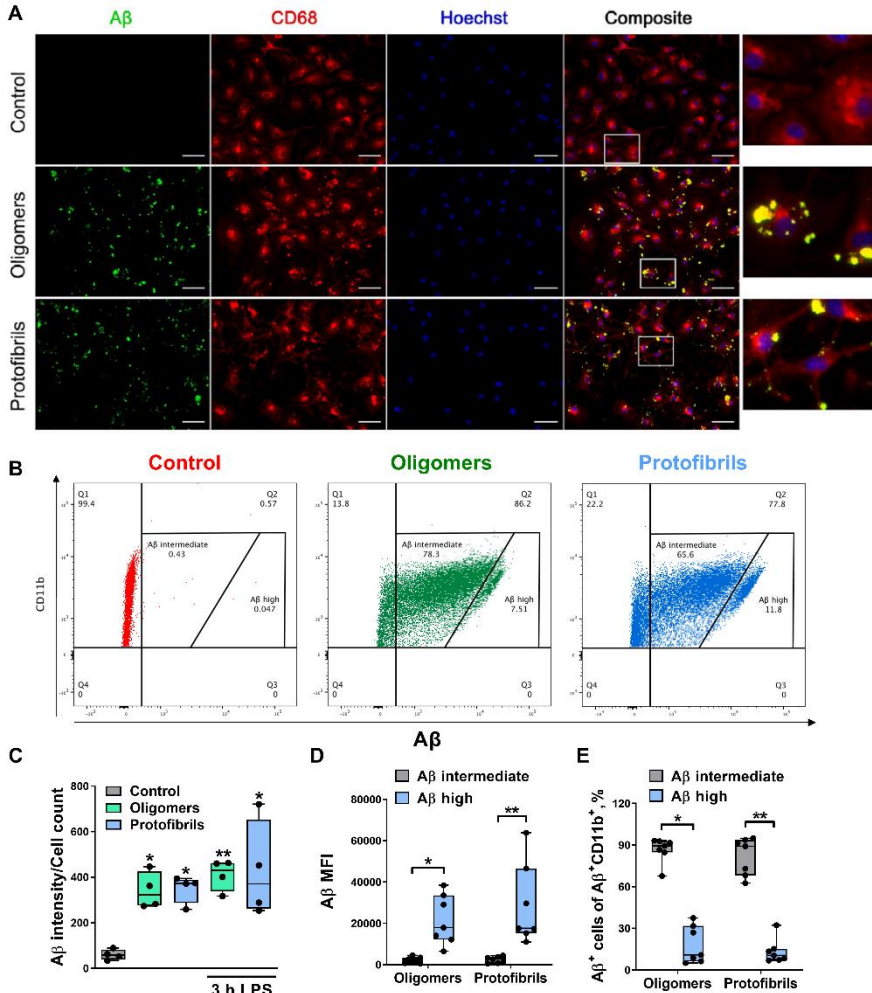 A
Aβ CD68 Hoechst Composite
Control
Oligomers
Protofibrils
B
Control Oligomers Protofibrils
Q1
99.4
Q2
0.57
Aβ intermediate
0.43
Aβ high
0.047
Q4
0
Q3
0
Q1
13.8
Q2
86.2
Aβ intermediate
78.3
Aβ high
7.51
Q4
0
Q3
0
Q1
22.2
Q2
77.8
Aβ intermediate
65.6
Aβ high
11.8
Q4
0
Q3
0
CD11b
Aβ
C
Aβ intensity/Cell count
800
600
400
200
0
Control
Oligomers
Protofibrils
* * ** *
3 h LPS
D
Aβ intermediate
Aβ high
Aβ MFI
80000
60000
40000
20000
0
* **
Oligomers Protofibrils
E
Aβ intermediate
Aβ high
Aβ⁺ cells of Aβ⁺CD11b⁺, %
120
90
60
30
0
* **
Oligomers Protofibrils